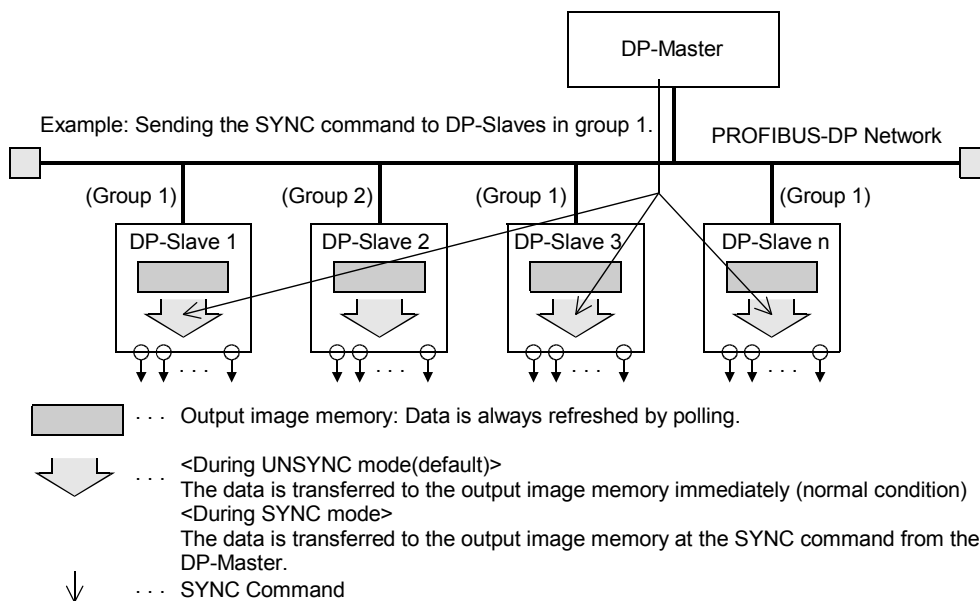 DP-Master
Example: Sending the SYNC command to DP-Slaves in group 1.
PROFIBUS-DP Network
(Group 1)
(Group 2)
(Group 1)
(Group 1)
DP-Slave 1
DP-Slave 2
DP-Slave 3
DP-Slave n
. . .
. . .
. . .
. . .
. . . Output image memory: Data is always refreshed by polling.
. . . <During UNSYNC mode(default)>
The data is transferred to the output image memory immediately (normal condition)
<During SYNC mode>
The data is transferred to the output image memory at the SYNC command from the
DP-Master.
. . . SYNC Command